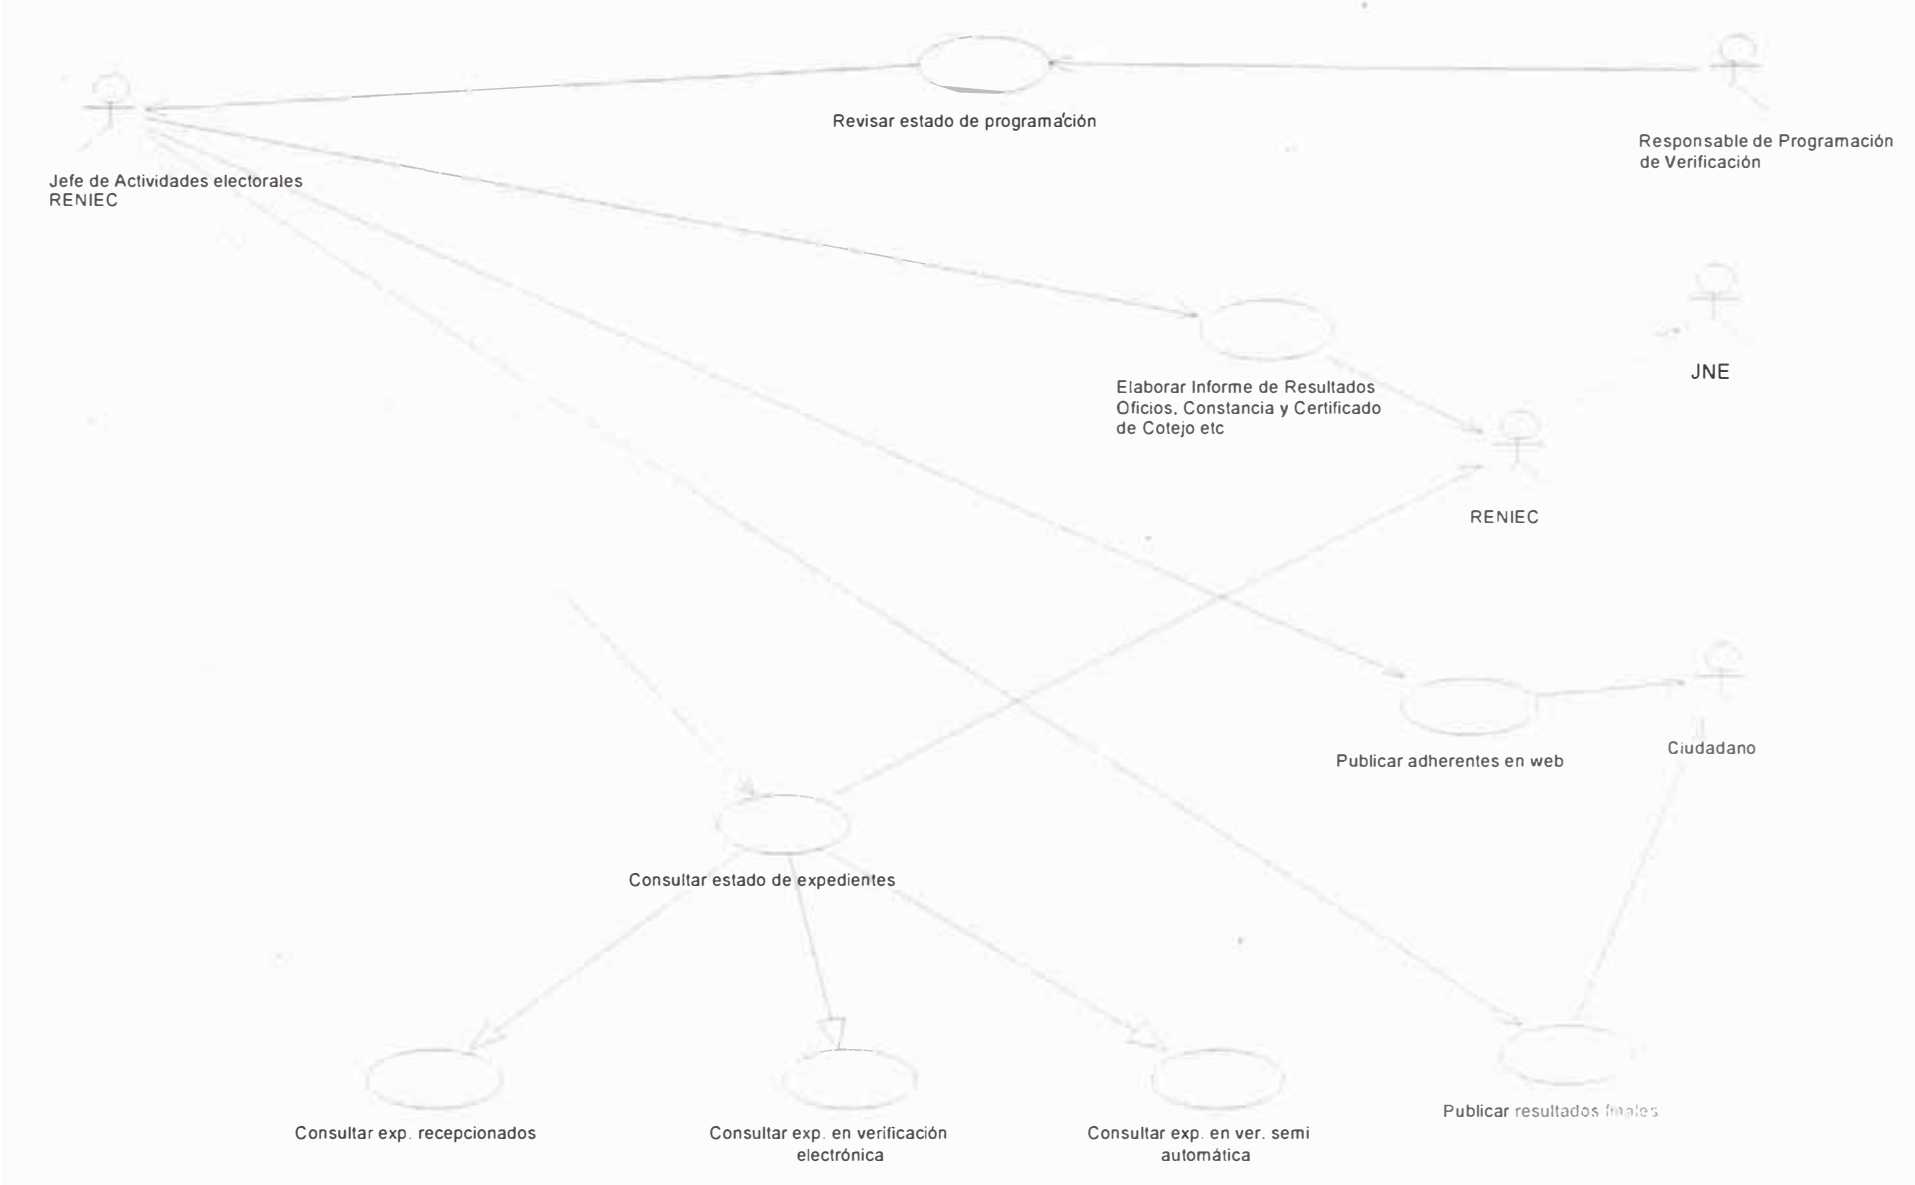 Revisar estado de programación
Responsable de Programación
de Verificación
Jefe de Actividades electorales
RENIEC
JNE
Elaborar Informe de Resultados
Oficios, Constancia y Certificado
de Cotejo etc
RENIEC
Ciudadano
Publicar adherentes en web
Consultar estado de expedientes
Publicar resultados finales
Consultar exp. recepcionados
Consultar exp. en verificación
electrónica
Consultar exp. en ver. semi
automática